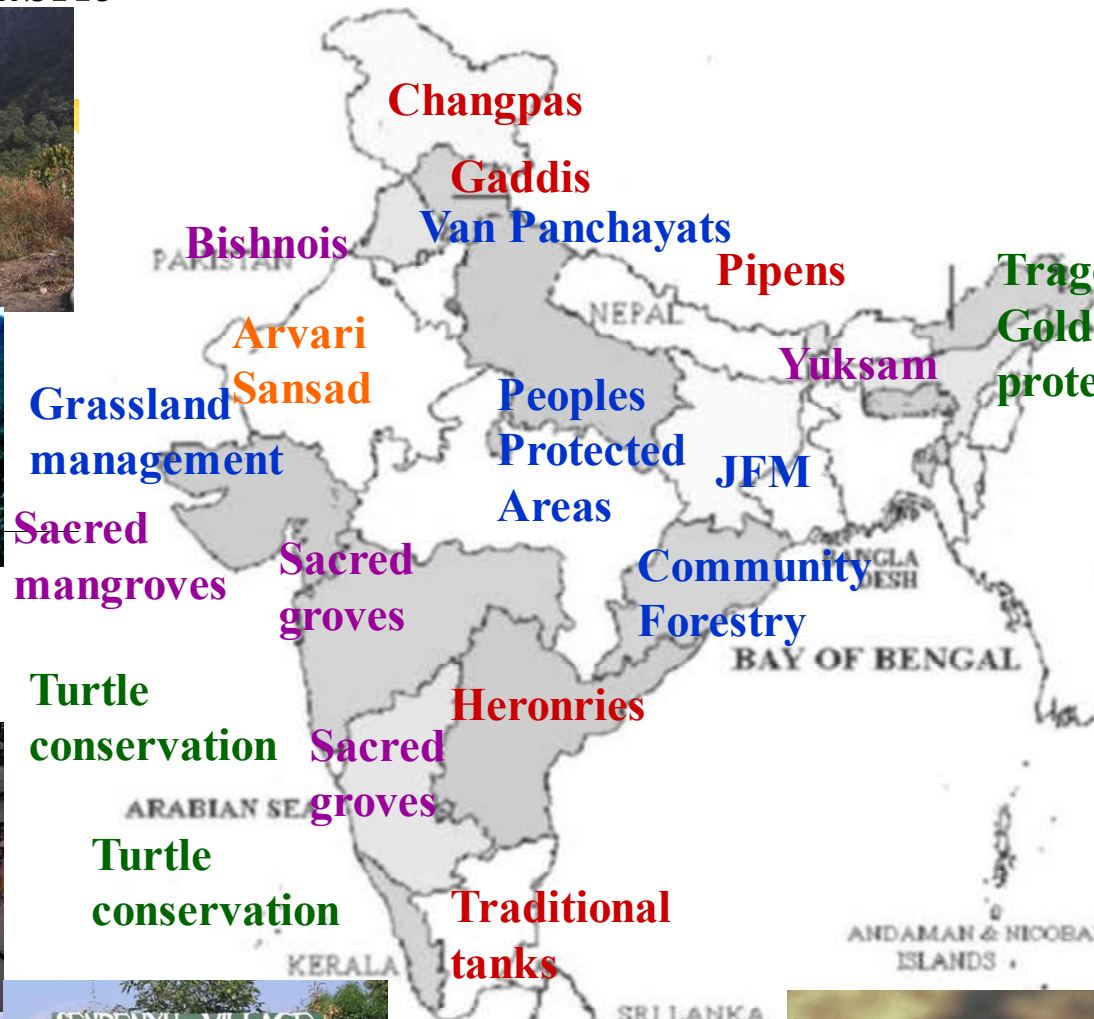 Changpas
Gaddis
Van Panchayats
Bishnois
PAKISTAN
Pipens
NEPAL
Arvari
Sansad
Yuksam
Grassland
management
Peoples
Protected
Areas
JFM
Sacred
mangroves
Sacred
groves
Community
Forestry
BANGLA
DESH
BAY OF BENGAL
Turtle
conservation
Heronries
Sacred
groves
ARABIAN SEA
Turtle
conservation
Traditional
tanks
KERALA
ANDAMAN & NICOBA
ISLANDS
SRI LANKA
VILLAGE